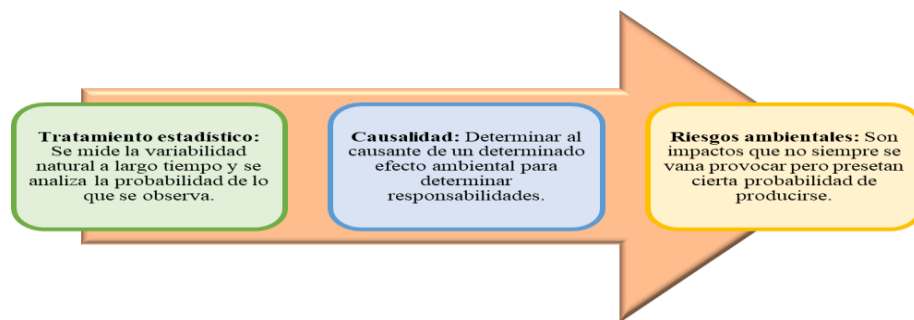 Tratamiento estadístico:
Se mide la variabilidad
natural a largo tiempo y se
analiza la probabilidad de lo
que se observa.
Causalidad: Determinar al
causante de un determinado
efecto ambiental para
determinar
responsabilidades.
Riesgos ambientales: Son
impactos que no siempre se
vana provocar pero presetan
cierta probabilidad de
producirse.